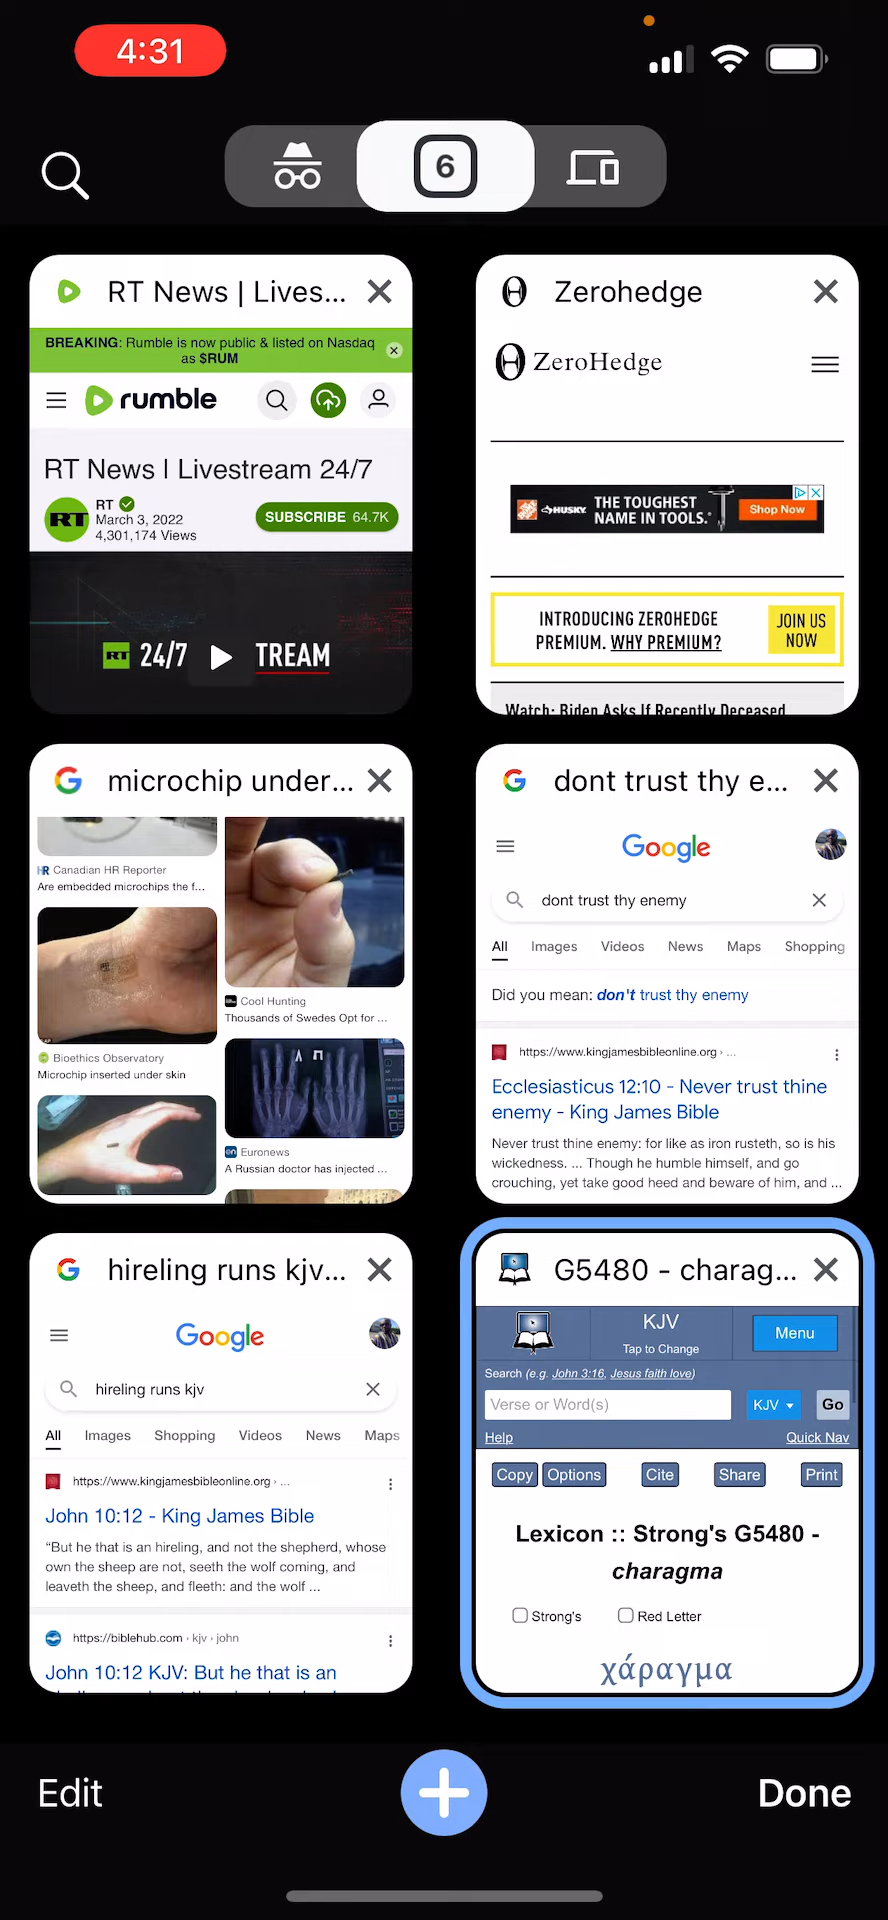 4:31
6
RT News | Lives...
BREAKING: Rumble is now public & listed on Nasdaq
as $RUM
rumble
RT News | Livestream 24/7
RT
March 3, 2022
4,301,174 Views
SUBSCRIBE 64.7K
RT 24/7 TREAM
Zerohedge
ZeroHedge
HUSKY THE TOUGHEST
NAME IN TOOLS.
Shop Now
INTRODUCING ZEROHEDGE
PREMIUM. WHY PREMIUM?
JOIN US
NOW
Watch: Biden Asks If Recently Deceased
microchip under...
Canadian HR Reporter
Are embedded microchips the f...
Cool Hunting
Thousands of Swedes Opt for ...
Bioethics Observatory
Microchip inserted under skin
Euronews
A Russian doctor has injected ...
dont trust thy e...
Google
dont trust thy enemy
All Images Videos News Maps Shopping
Did you mean: don't trust thy enemy
https://www.kingjamesbibleonline.org › ...
Ecclesiasticus 12:10 - Never trust thine
enemy - King James Bible
Never trust thine enemy: for like as iron rusteth, so is his
wickedness. ... Though he humble himself, and go
crouching, yet take good heed and beware of him, and ...
hireling runs kjv...
Google
hireling runs kjv
All Images Shopping Videos News Maps
https://www.kingjamesbibleonline.org › ...
John 10:12 - King James Bible
“But he that is an hireling, and not the shepherd, whose
own the sheep are not, seeth the wolf coming, and
leaveth the sheep, and fleeth: and the wolf ...
https://biblehub.com › kjv › john
John 10:12 KJV: But he that is an
G5480 - charag...
KJV
Tap to Change
Menu
Search (e.g. John 3:16, Jesus faith love)
Verse or Word(s)
KJV
Go
Help
Quick Nav
Copy Options Cite Share Print
Lexicon :: Strong's G5480 -
charagma
Strong's Red Letter
χάραγμα
Edit
Done